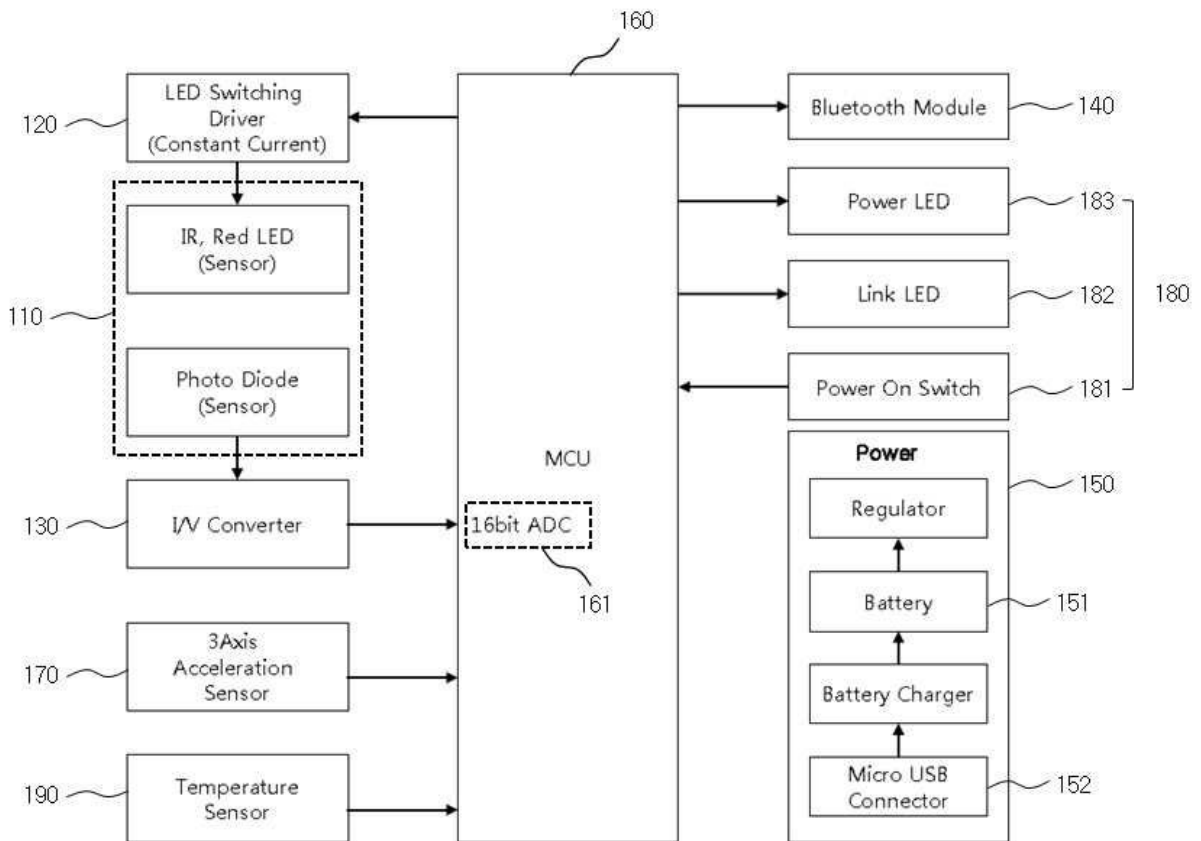 160
LED Switching
Driver
(Constant Current)
120
Bluetooth Module
140
IR, Red LED
(Sensor)
110
Power LED
183
Link LED
182
180
Photo Diode
(Sensor)
Power On Switch
181
MCU
I/V Converter
130
16bit ADC
161
Power
150
Regulator
Battery
151
Battery Charger
Micro USB
Connector
152
3Axis
Acceleration
Sensor
170
Temperature
Sensor
190